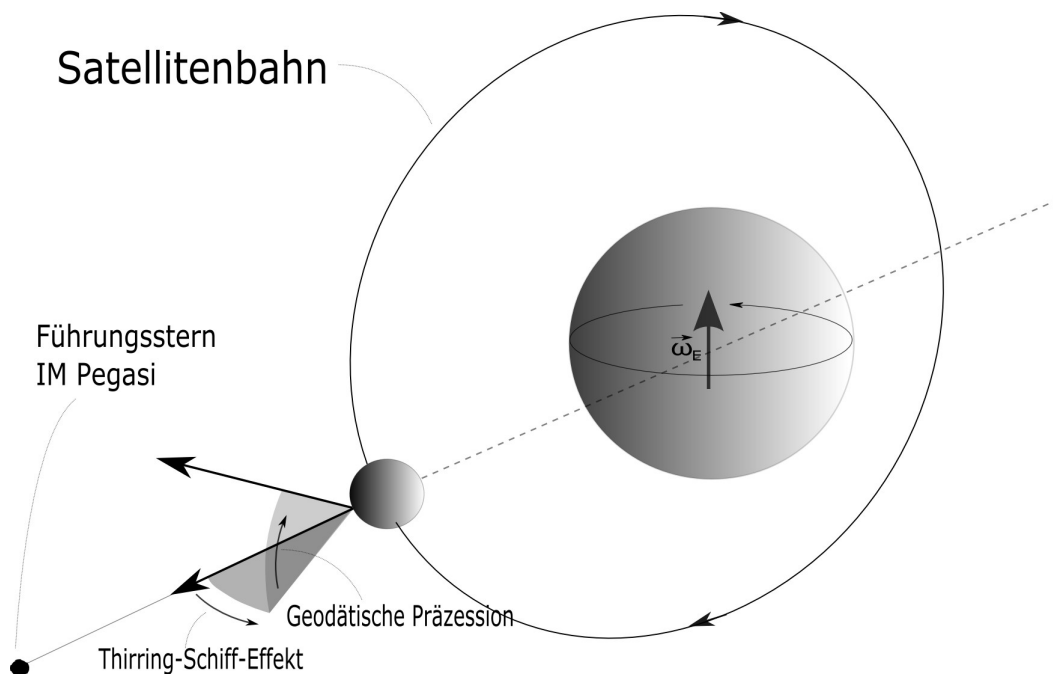 Satellitenbahn
Führungsstern
IM Pegasi
ω⃗E
Geodätische Präzession
Thirring-Schiff-Effekt